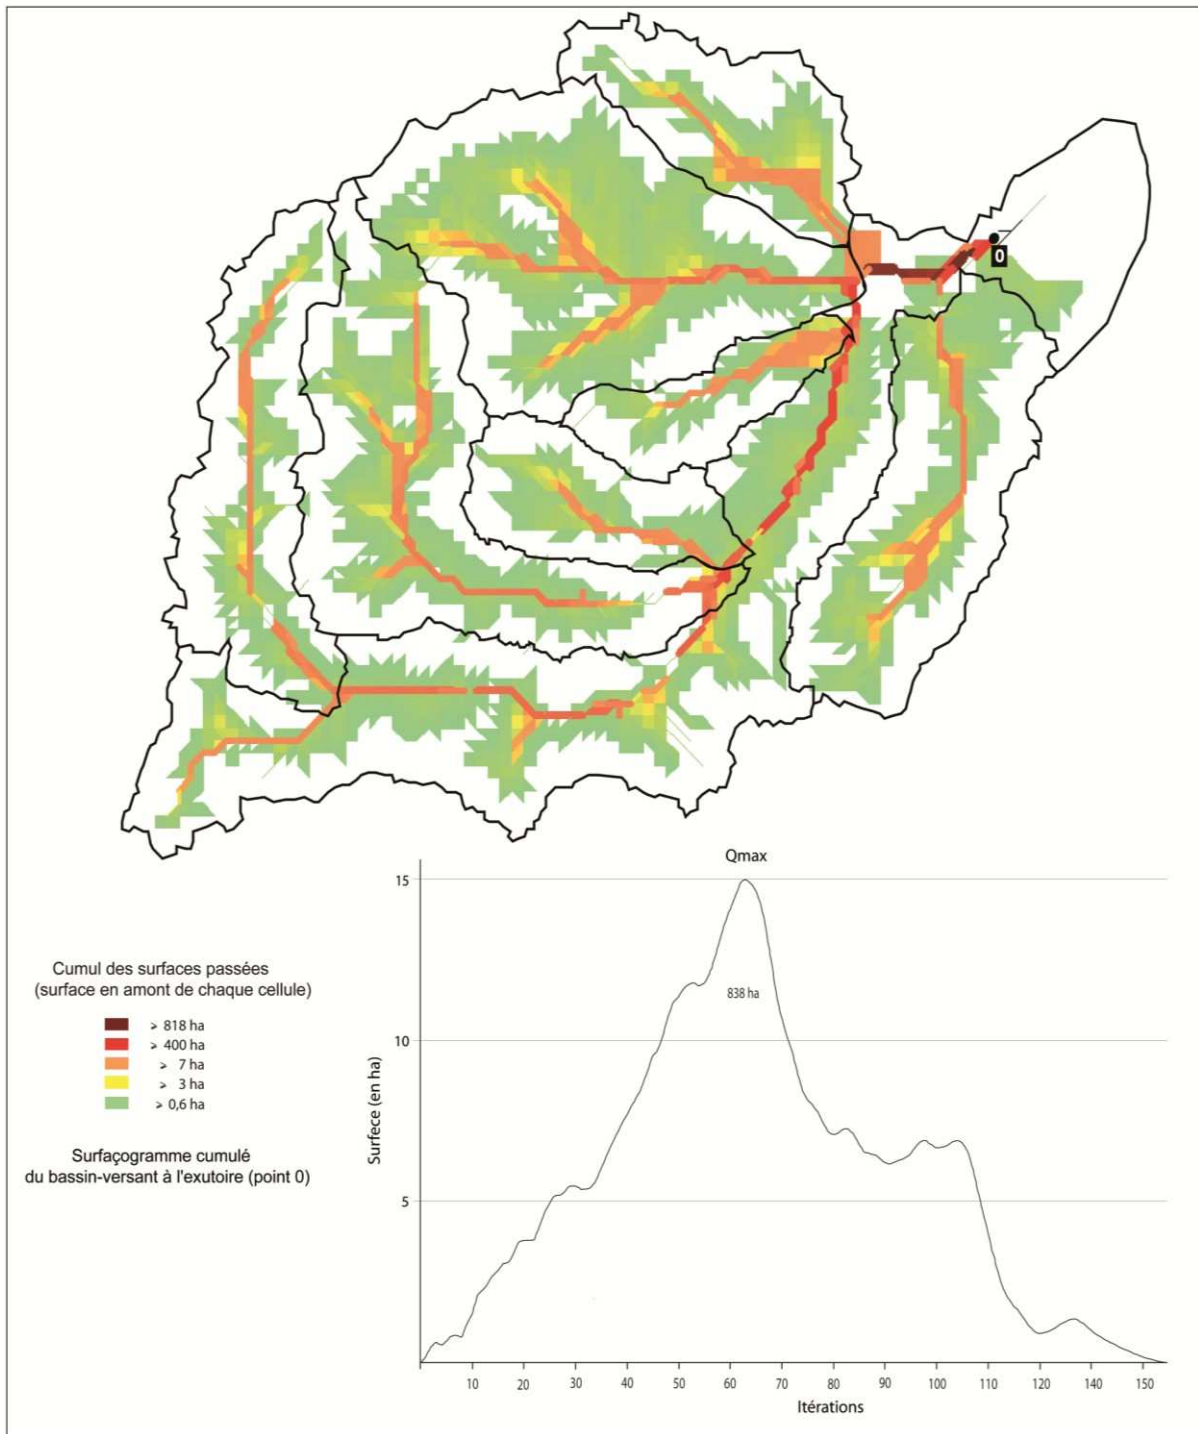 0
Qmax
15
838 ha
10
5
Surfece (en ha)
10 20 30 40 50 60 70 80 90 100 110 120 140 150
Itérations
Cumul des surfaces passées
(surface en amont de chaque cellule)
⩾ 818 ha
⩾ 400 ha
⩾ 7 ha
⩾ 3 ha
⩾ 0,6 ha
Surfaçogramme cumulé
du bassin-versant à l'exutoire (point 0)